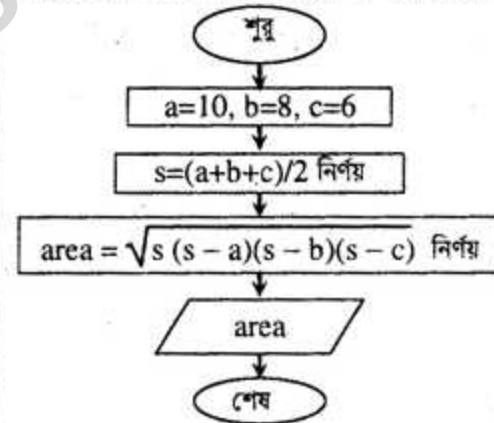 শুরু
a=10, b=8, c=6
s=(a+b+c)/2 নির্ণয়
area = √s (s – a)(s – b)(s – c) নির্ণয়
area
শেষ